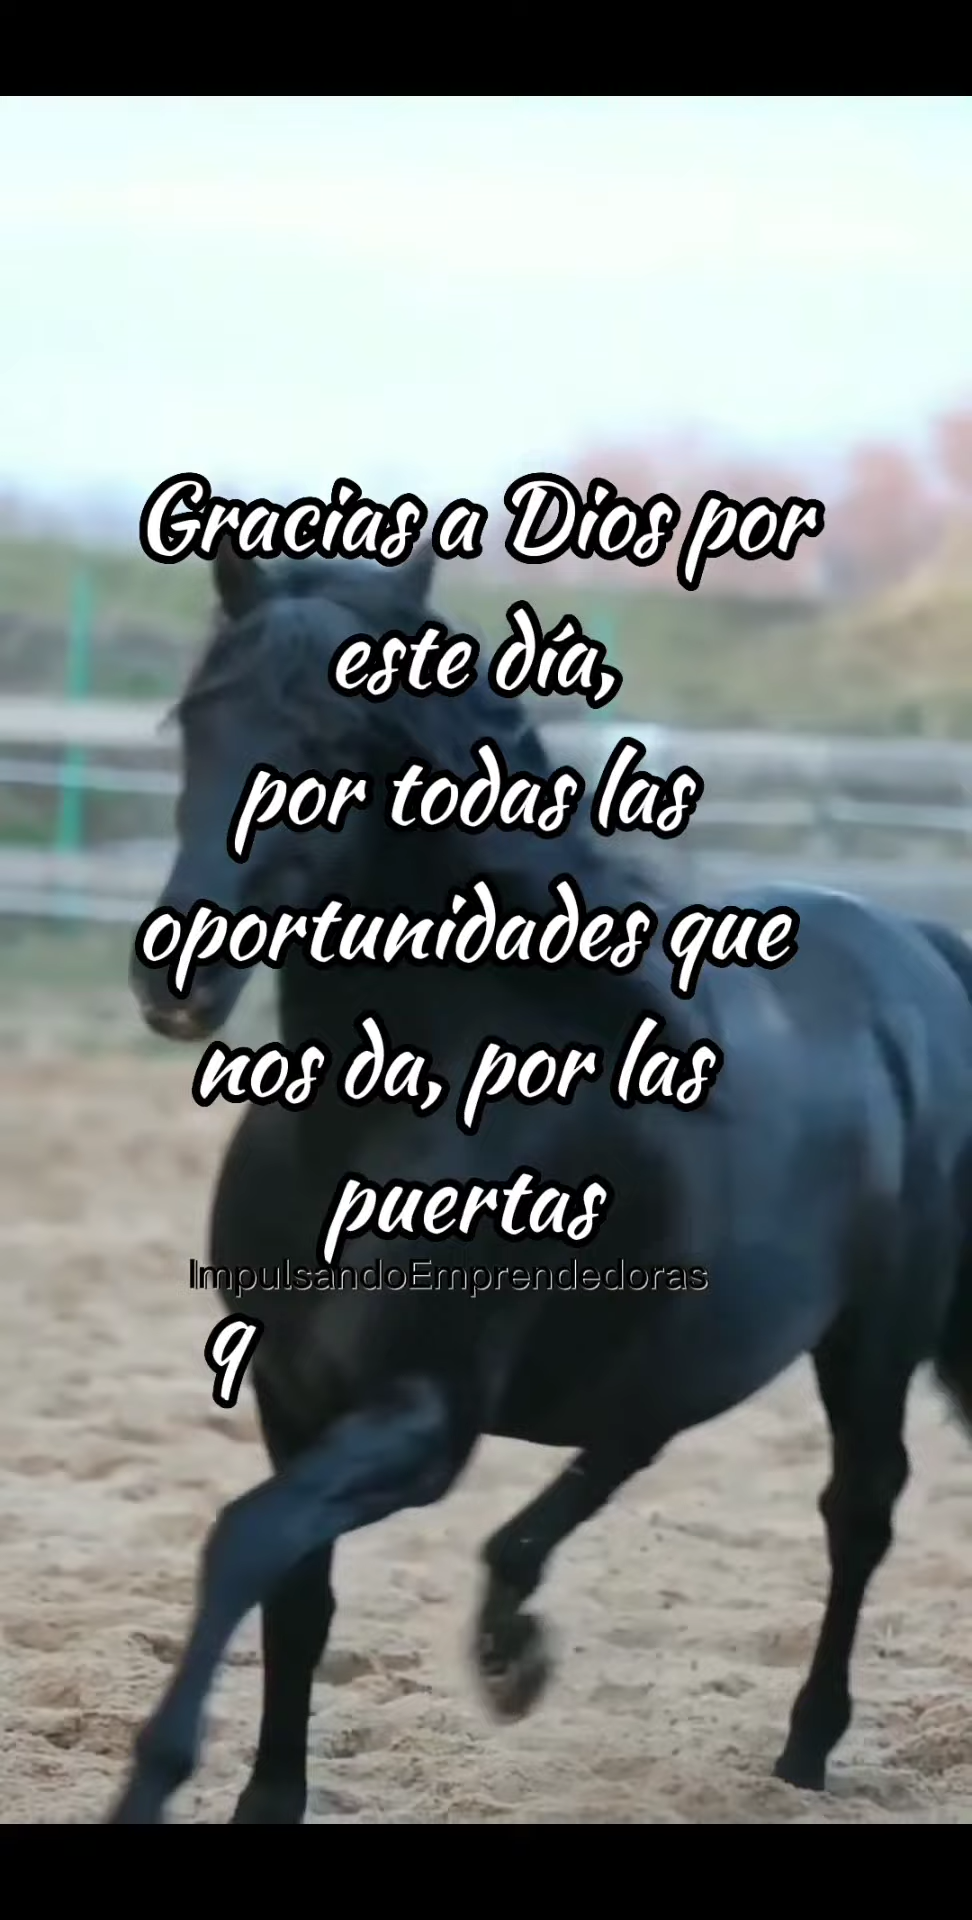 Gracias a Dios por
este día,
por todas las
oportunidades que
nos da, por las
puertas
ImpulsandoEmprendedoras
q